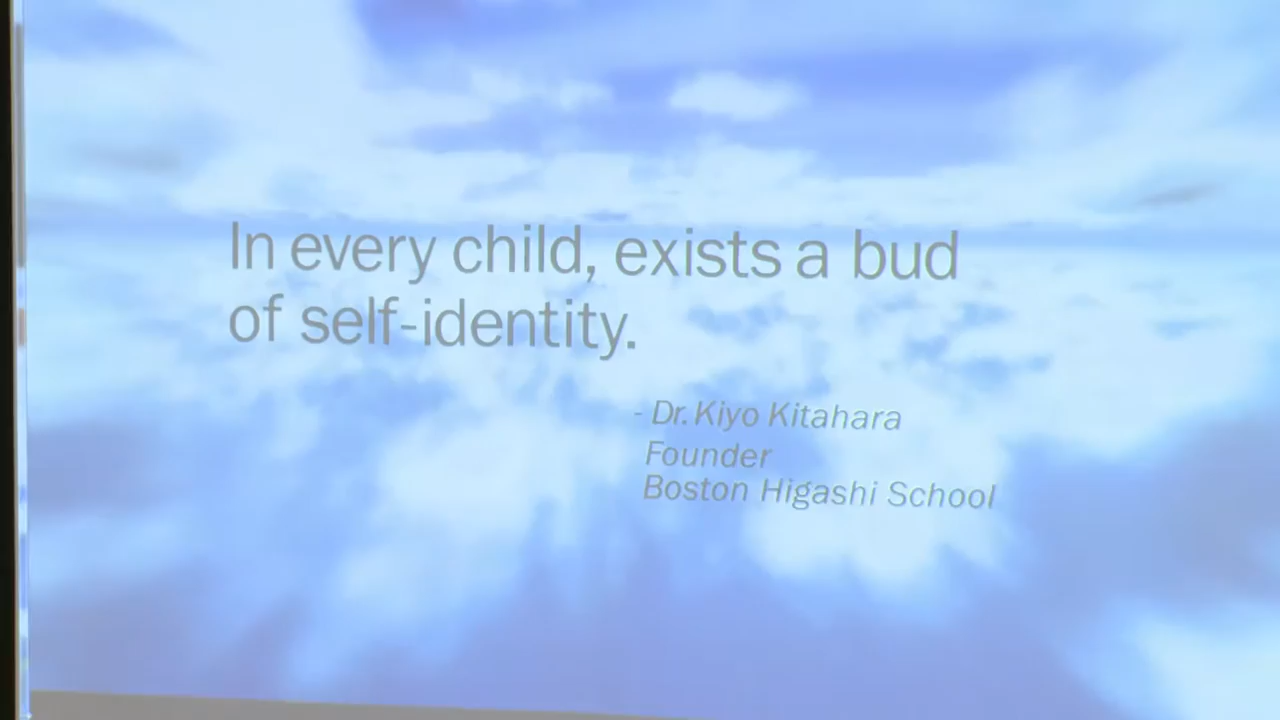 In every child, exists a bud
of self-identity.
- Dr. Kiyo Kitahara
Founder
Boston Higashi School